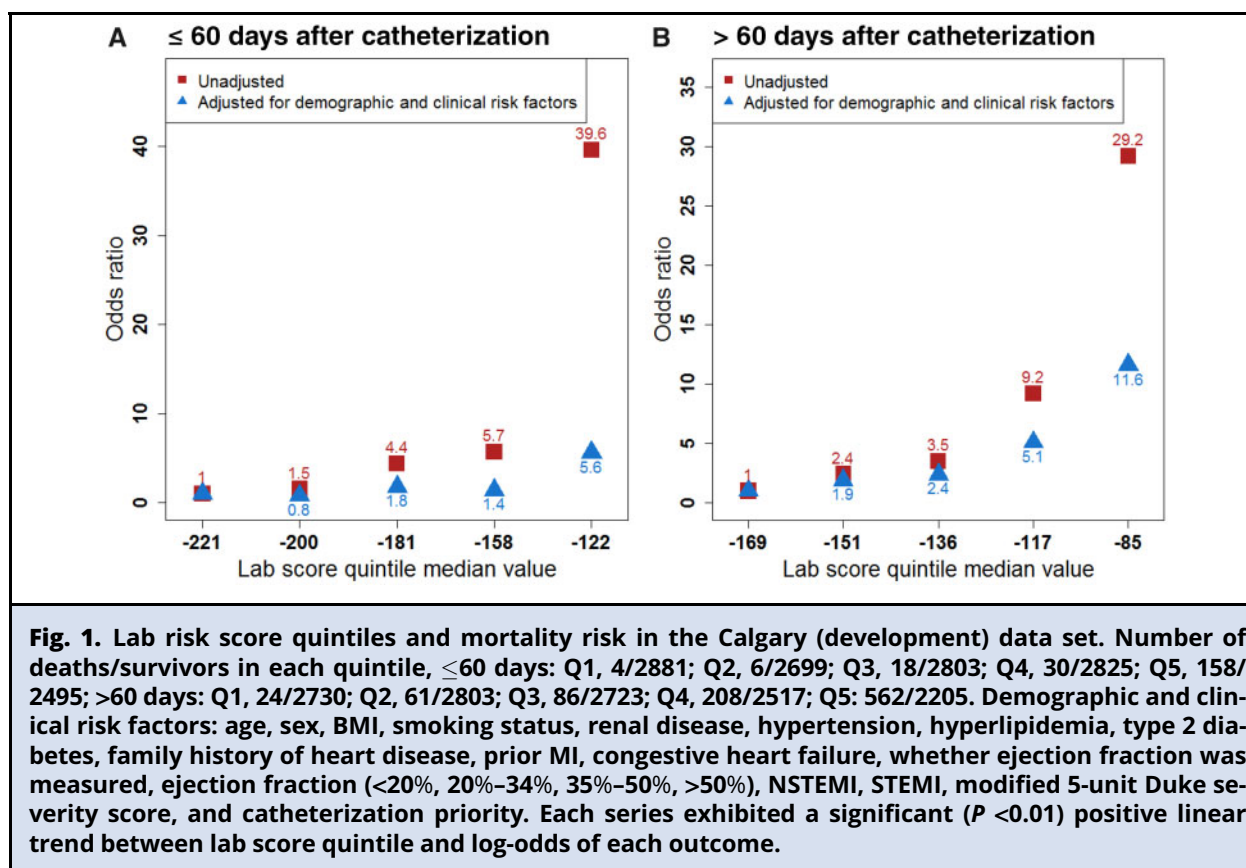 A ≤ 60 days after catheterization
Unadjusted
Adjusted for demographic and clinical risk factors
Odds ratio
40
30
20
10
0
1
1.5
0.8
4.4
1.8
5.7
1.4
39.6
5.6
-221 -200 -181 -158 -122
Lab score quintile median value
B > 60 days after catheterization
Unadjusted
Adjusted for demographic and clinical risk factors
Odds ratio
35
30
25
20
15
10
5
0
1
2.4
1.9
3.5
2.4
9.2
5.1
29.2
11.6
-169 -151 -136 -117 -85
Lab score quintile median value
Fig. 1. Lab risk score quintiles and mortality risk in the Calgary (development) data set. Number of
deaths/survivors in each quintile, ≤60 days: Q1, 4/2881; Q2, 6/2699; Q3, 18/2803; Q4, 30/2825; Q5, 158/
2495; >60 days: Q1, 24/2730; Q2, 61/2803; Q3, 86/2723; Q4, 208/2517; Q5: 562/2205. Demographic and clin-
ical risk factors: age, sex, BMI, smoking status, renal disease, hypertension, hyperlipidemia, type 2 dia-
betes, family history of heart disease, prior MI, congestive heart failure, whether ejection fraction was
measured, ejection fraction (<20%, 20%–34%, 35%–50%, >50%), NSTEMI, STEMI, modified 5-unit Duke se-
verity score, and catheterization priority. Each series exhibited a significant (P <0.01) positive linear
trend between lab score quintile and log-odds of each outcome.